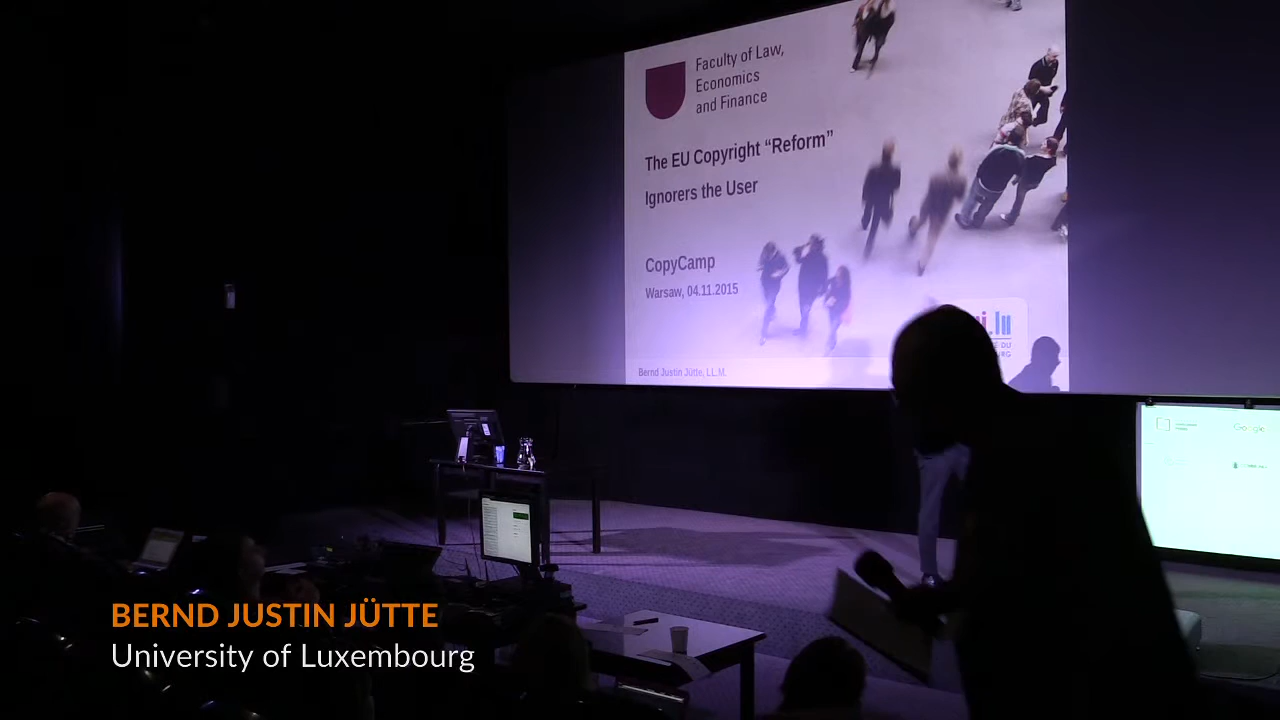 Faculty of Law,
Economics
and Finance
The EU Copyright “Reform”
Ignorers the User
CopyCamp
Warsaw, 04.11.2015
Bernd Justin Jütte, LL.M.
Google
BERND JUSTIN JÜTTE
University of Luxembourg